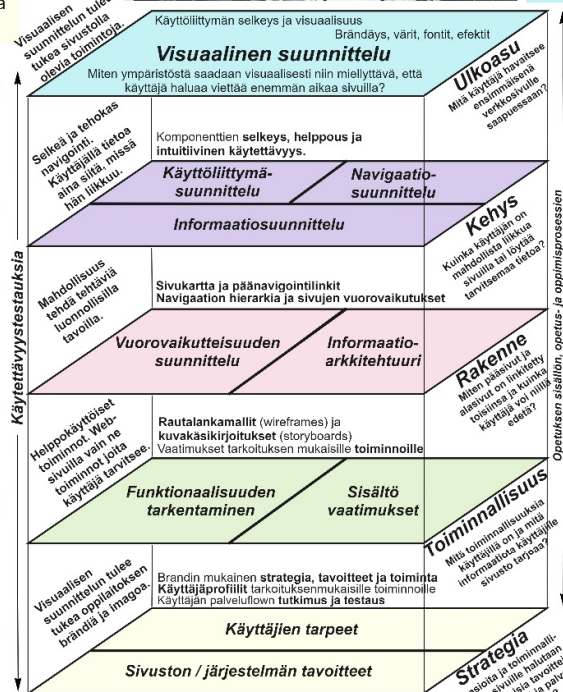 a
Visuaalisen
suunnittelun
tukea sivustolla
olevia toimintoja.
Käyttöliittymän selkeys ja visuaalisuus
Brändäys, värit, fontit, efektit
Visuaalinen suunnittelu
Miten ympäristöstä saadaan visuaalisesti niin miellyttävä, että
käyttäjä haluaa viettää enemmän aikaa sivuilla?
Ulkoasu
Mitä käyttäjä havaitsee
ensimmäisenä
verkkosivulle
saapuessaan?
Selkeä ja tehokas
navigointi.
Käyttäjällä tietoa
aina siitä, missä
hän liikkuu.
Komponenttien selkeys, helppous ja
intuitiivinen käytettävyys.
Käyttöliittymä-
suunnittelu
Navigaatio-
suunnittelu
Informaatiosuunnittelu
Kehys
Kuinka käyttäjän on
mahdollista liikkua
sivuilla tai löytää
tarvitsemaa tietoa?
Mahdollisuus
tehdä tehtäviä
luonnollisilla
tavoilla.
Sivukartta ja päänavigointilinkit
Navigaation hierarkia ja sivujen vuorovaikutukset
Vuorovaikutteisuuden
suunnittelu
Informaatio-
arkkitehtuuri
Rakenne
Miten pääsivut ja
alasivut on linkitetty
toisiinsa ja kuinka
käyttäjä voi niillä
edetä?
Helppokäyttöiset
toiminnot. Web-
sivuilla vain ne
toiminnot joita
käyttäjä tarvitsee.
Rautalankamallit (wireframes) ja
kuvakäsikirjoitukset (storyboards)
Vaatimukset tarkoituksen mukaisille toiminnoille
Funktionaalisuuden
tarkentaminen
Sisältö
vaatimukset
Toiminnallisuus
Mitä toiminnallisuuksia
käyttäjillä on ja mitä
informaatiota käyttäjille
sivusto tarjoaa?
Visuaalisen
suunnittelun tulee
tukea oppilaitoksen
brändiä ja imagoa.
Brandin mukainen strategia, tavoitteet ja toiminta
Käyttäjäprofiilit tarkoituksenmukaisille toiminnoille
Käyttäjän palveluflown tutkimus ja testaus
Käyttäjien tarpeet
Sivuston / järjestelmän tavoitteet
Strategia
ja toiminnalli-
sivuille halutaan
Käytettävyystestauksia
Opetuksen sisällön, opetus- ja oppimisprosessien